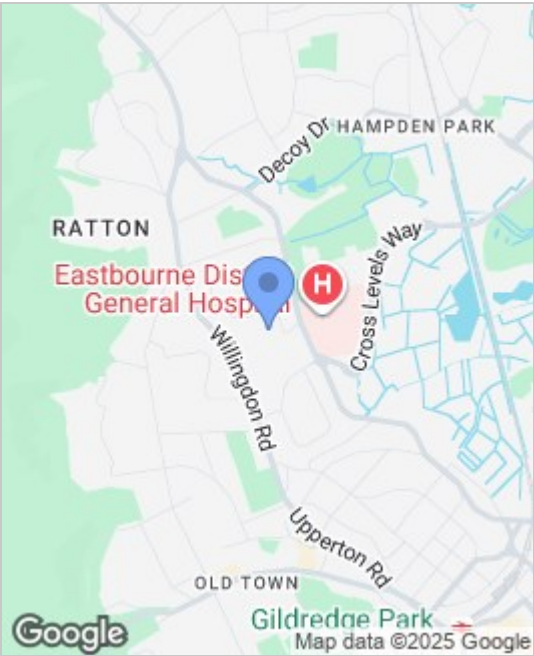 Decoy Dr
HAMPDEN PARK
RATTON
Cross Levels Way
Eastbourne Dis
H
General Hosp l
Willingdon Rd
Upperton Rd
OLD TOWN
Gildredge Park
Google
Map data ©2025 Google